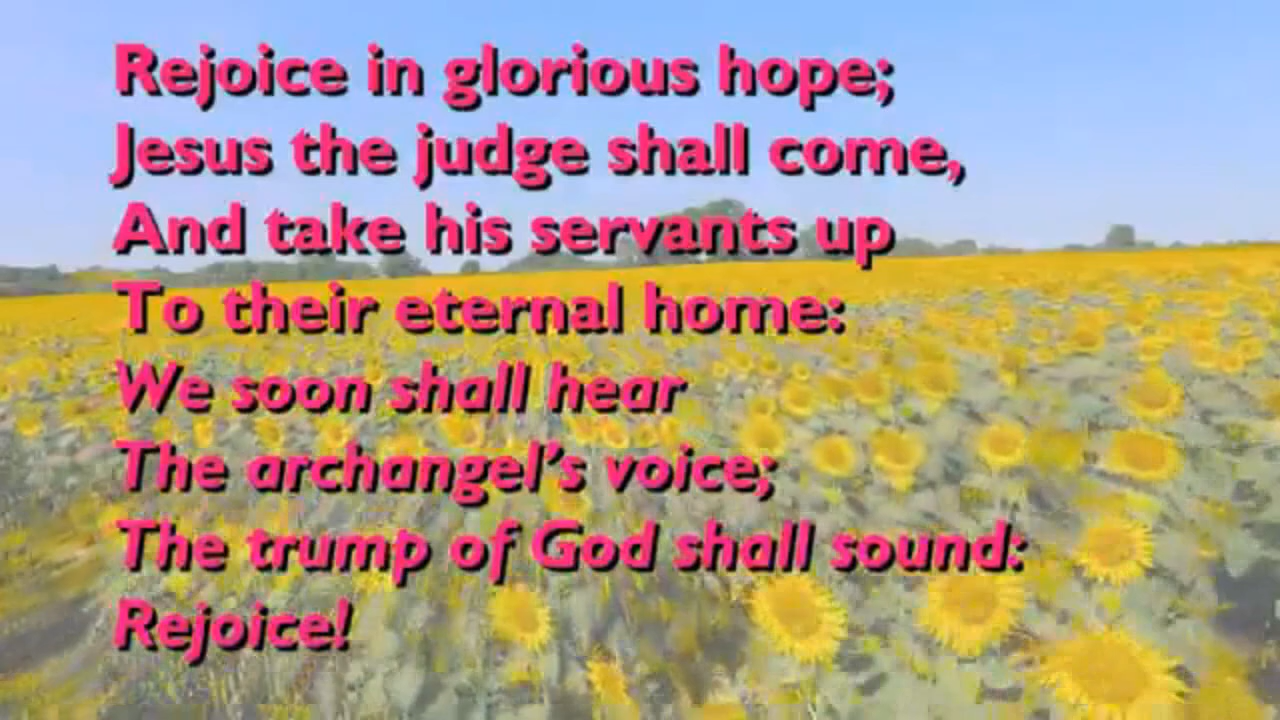 Rejoice in glorious hope;
Jesus the judge shall come,
And take his servants up
To their eternal home:
We soon shall hear
The archangel's voice;
The trump of God shall sound:
Rejoice!